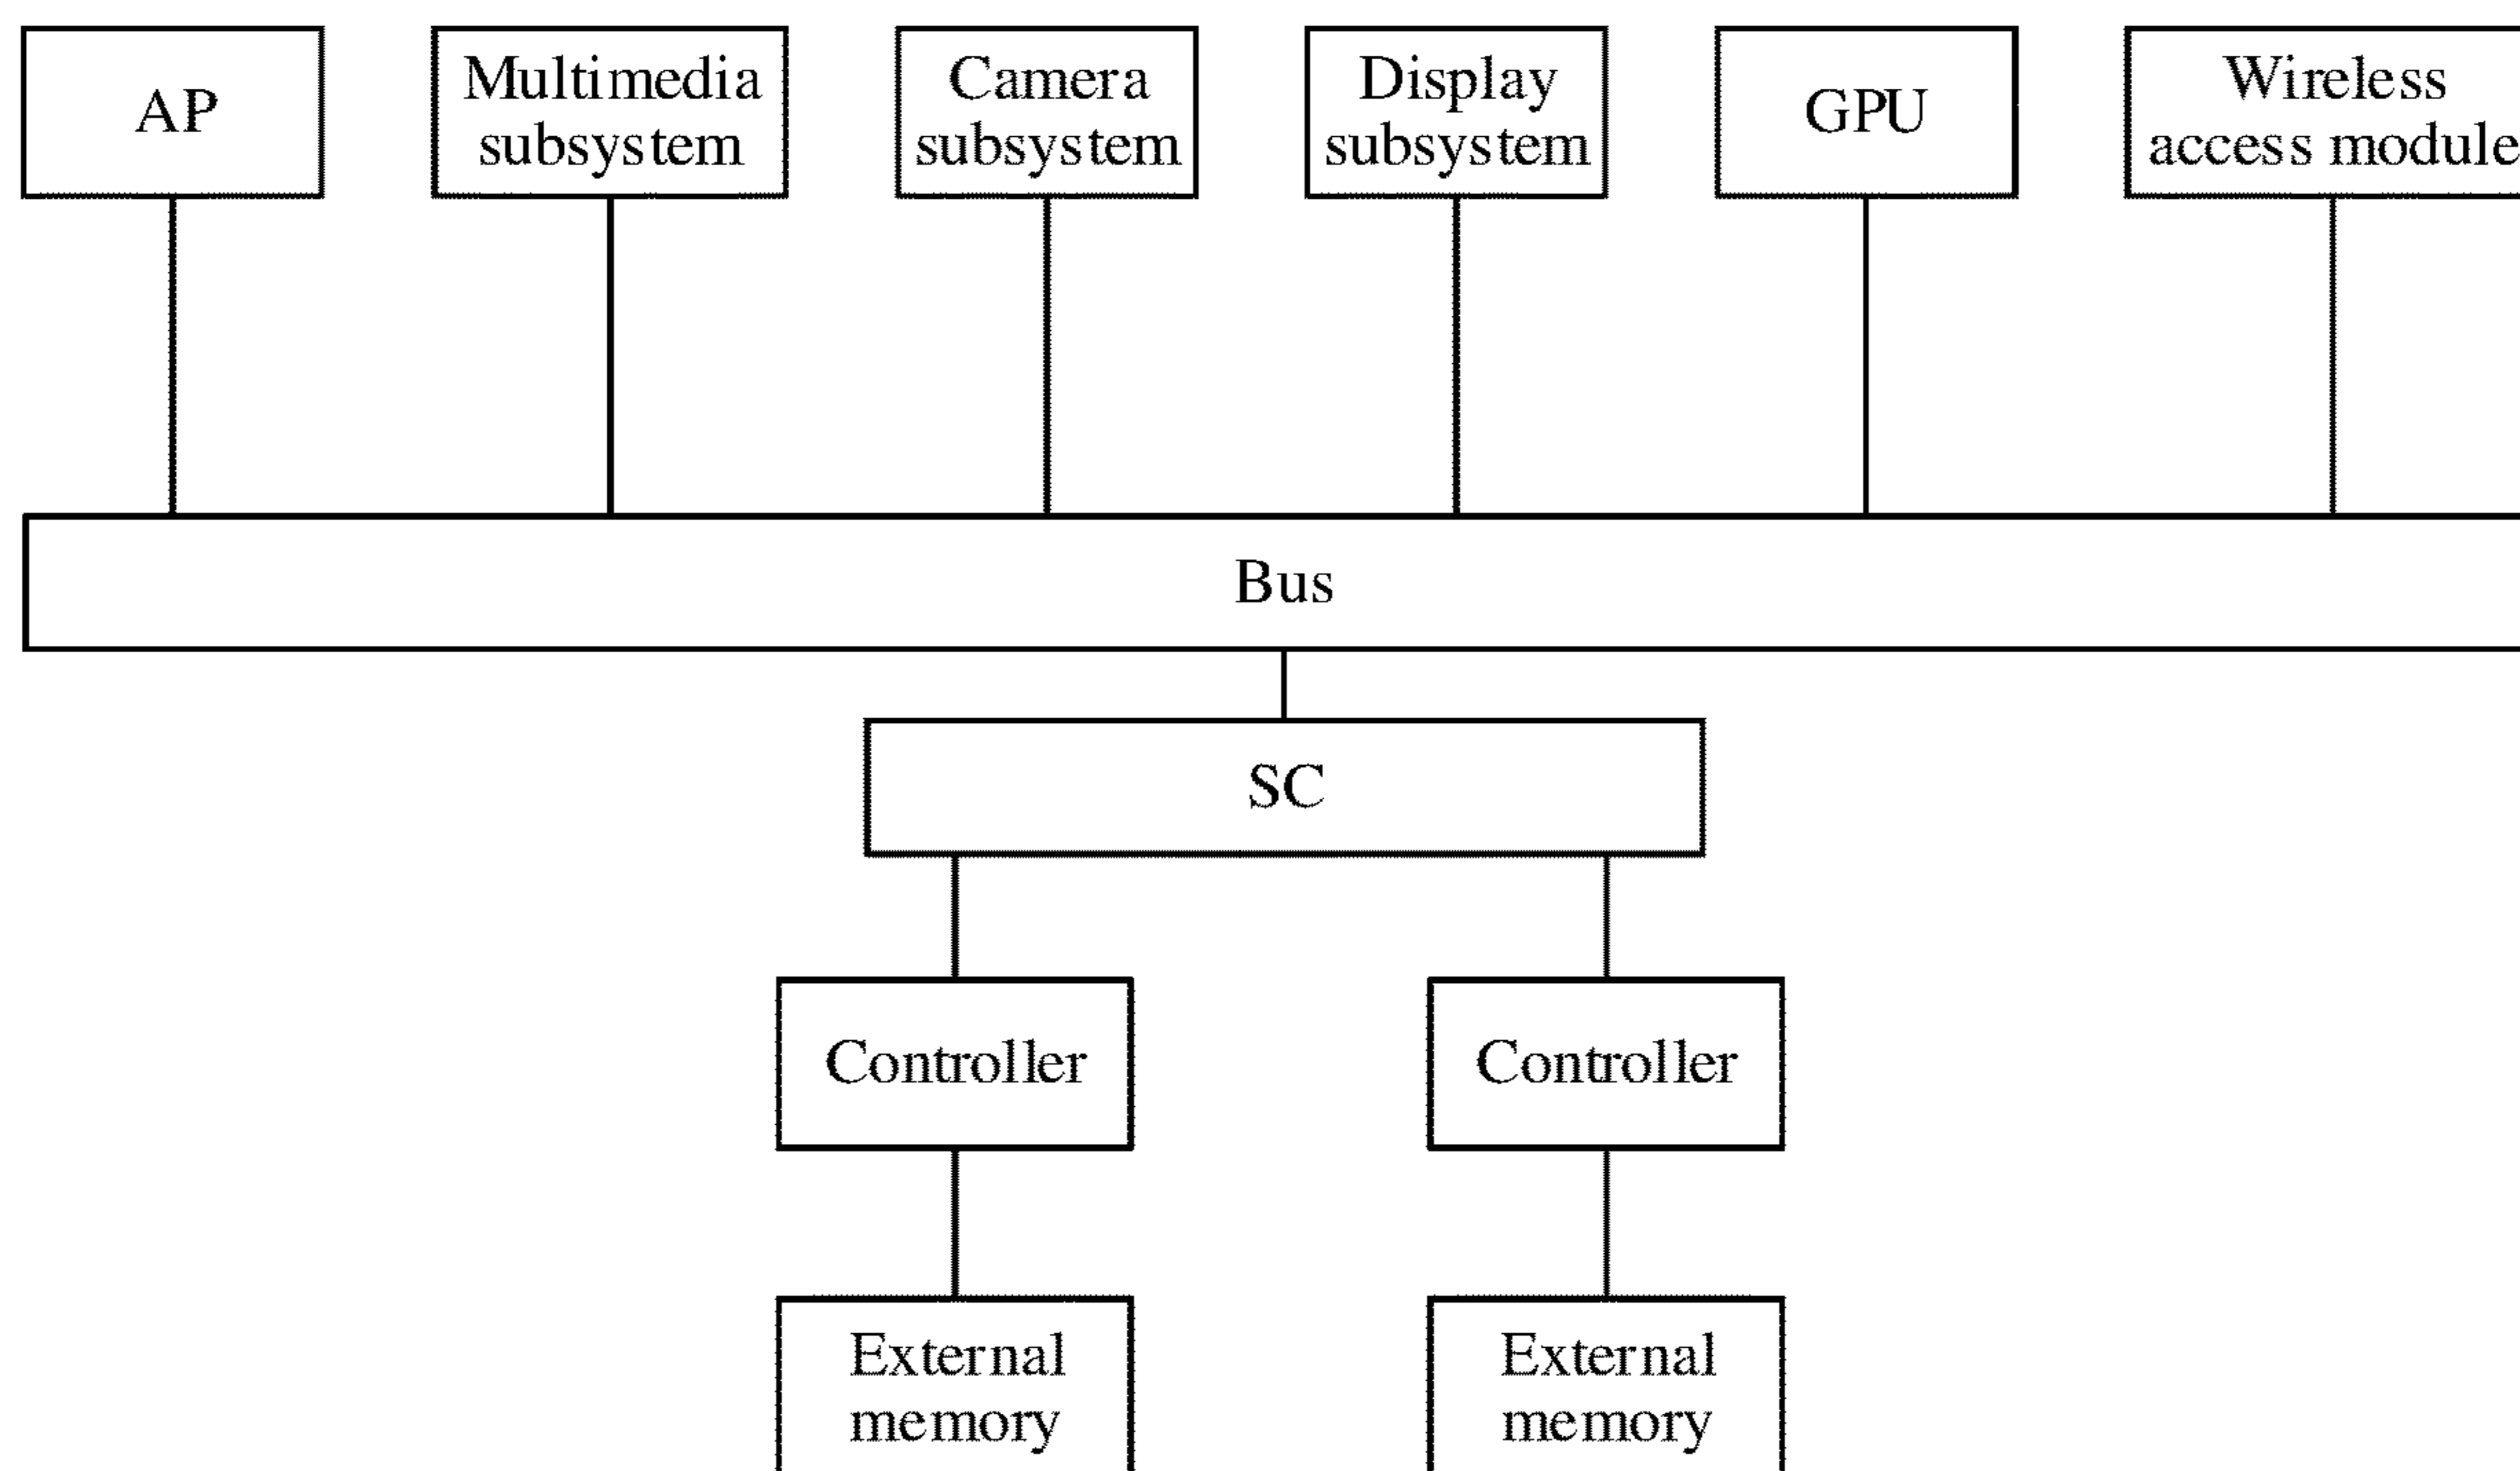 AP
Multimedia
subsystem
Camera
subsystem
Display
subsystem
GPU
Wireless
access module
Bus
SC
Controller
Controller
External
memory
External
memory